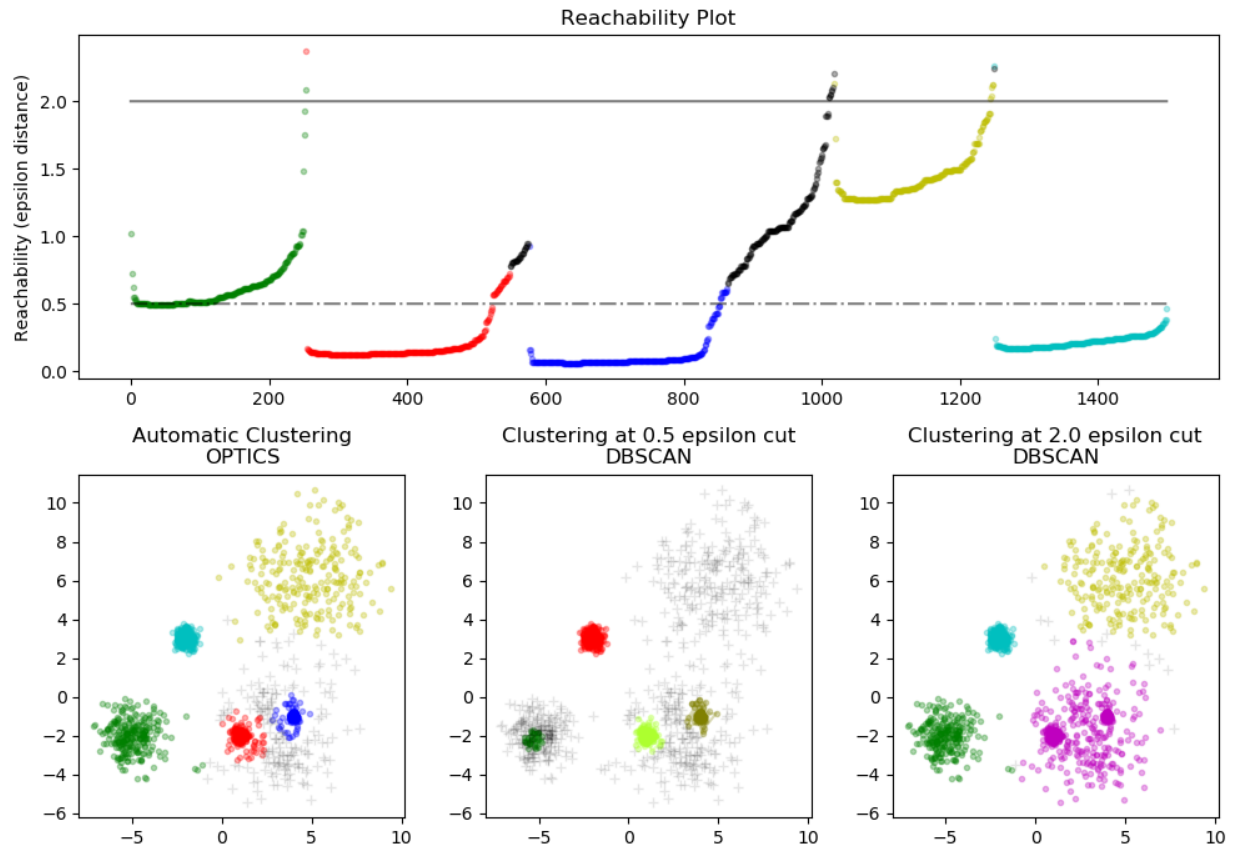 Reachability Plot
Reachability (epsilon distance)
2.0
1.5
1.0
0.5
0.0
0 200 400 600 800 1000 1200 1400
Automatic Clustering
OPTICS
10
8
6
4
2
0
−2
−4
−6
−5 0 5 10
Clustering at 0.5 epsilon cut
DBSCAN
10
8
6
4
2
0
−2
−4
−6
−5 0 5 10
Clustering at 2.0 epsilon cut
DBSCAN
10
8
6
4
2
0
−2
−4
−6
−5 0 5 10